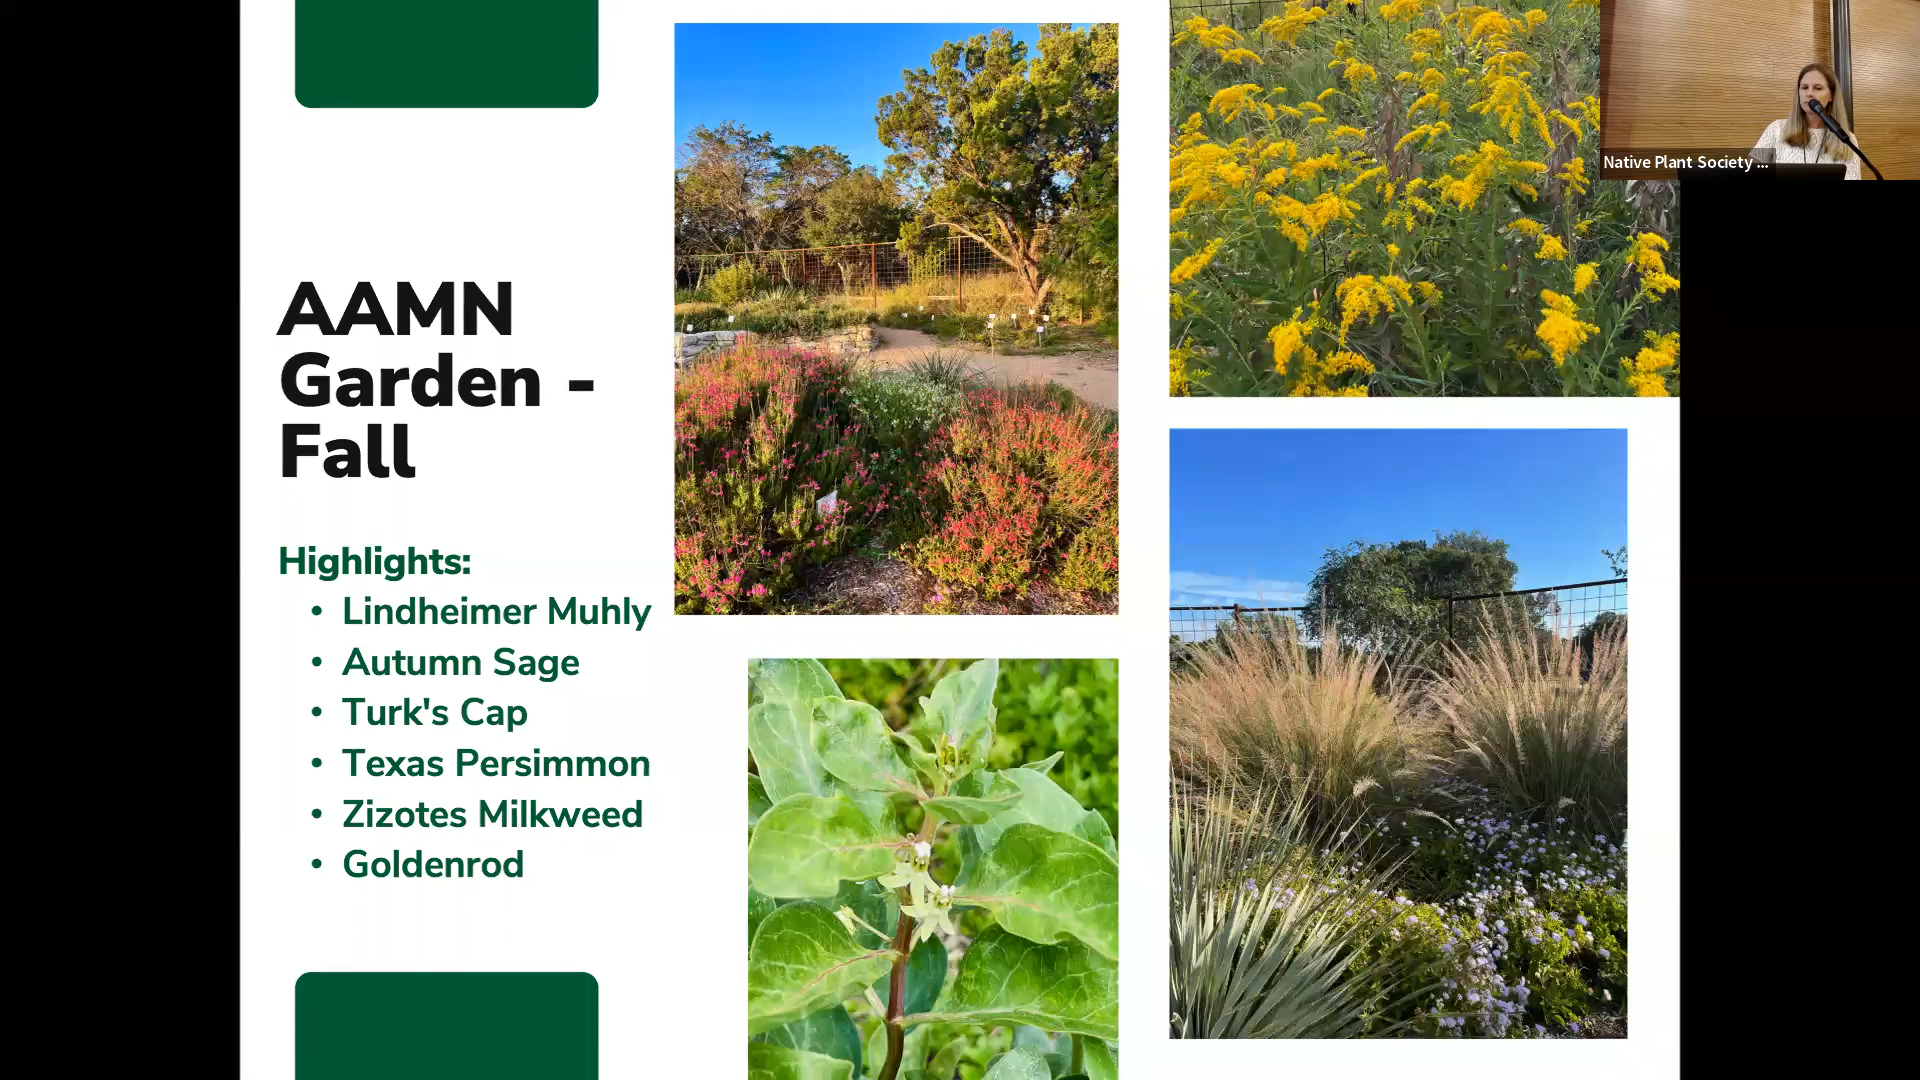 AAMN
Garden -
Fall
Highlights:
• Lindheimer Muhly
• Autumn Sage
• Turk's Cap
• Texas Persimmon
• Zizotes Milkweed
• Goldenrod
Native Plant Society ...